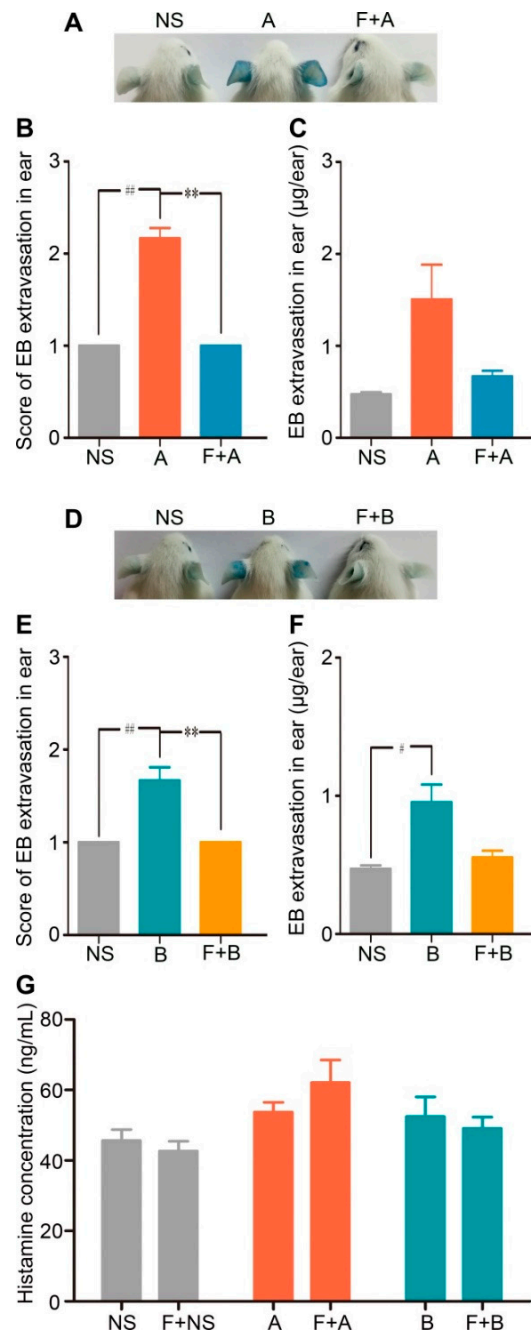 A
NS A F+A
B
Score of EB extravasation in ear
3
2
1
0
##
**
NS A F+A
C
EB extravasation in ear (µg/ear)
3
2
1
0
NS A F+A
D
NS B F+B
E
Score of EB extravasation in ear
3
2
1
0
##
**
NS B F+B
F
EB extravasation in ear (µg/ear)
2
1
0
#
NS B F+B
G
Histamine concentration (ng/mL)
80
60
40
20
0
NS F+NS A F+A B F+B